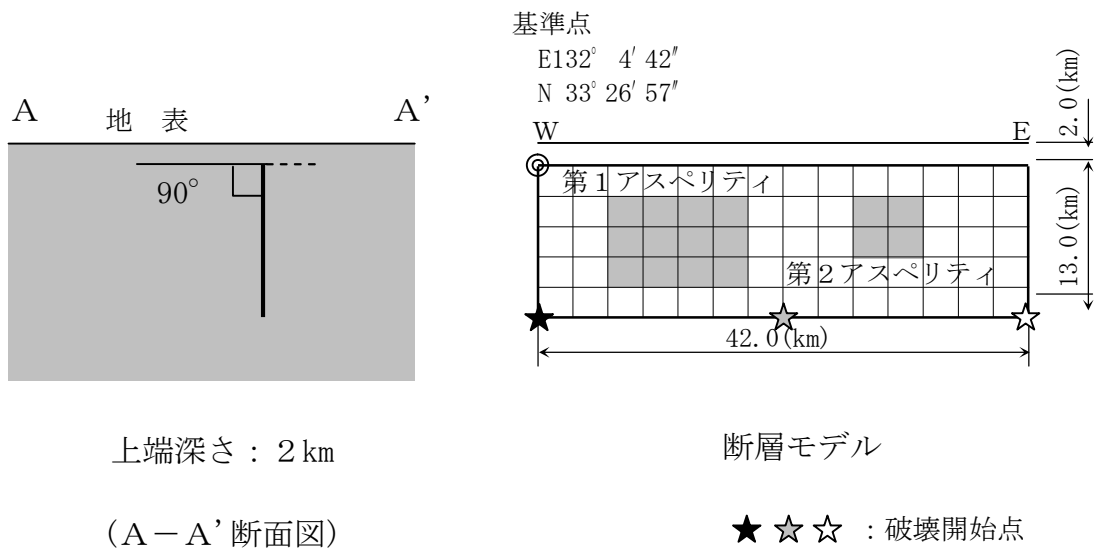 基準点
E132° 4′ 42″
N 33° 26′ 57″
A 地 表 A’
90°
上端深さ：２km
（A－A’断面図）
W E
2.0(km)
第１アスペリティ
第２アスペリティ
13.0(km)
42.0(km)
断層モデル
★ ☆ ☆ ：破壊開始点